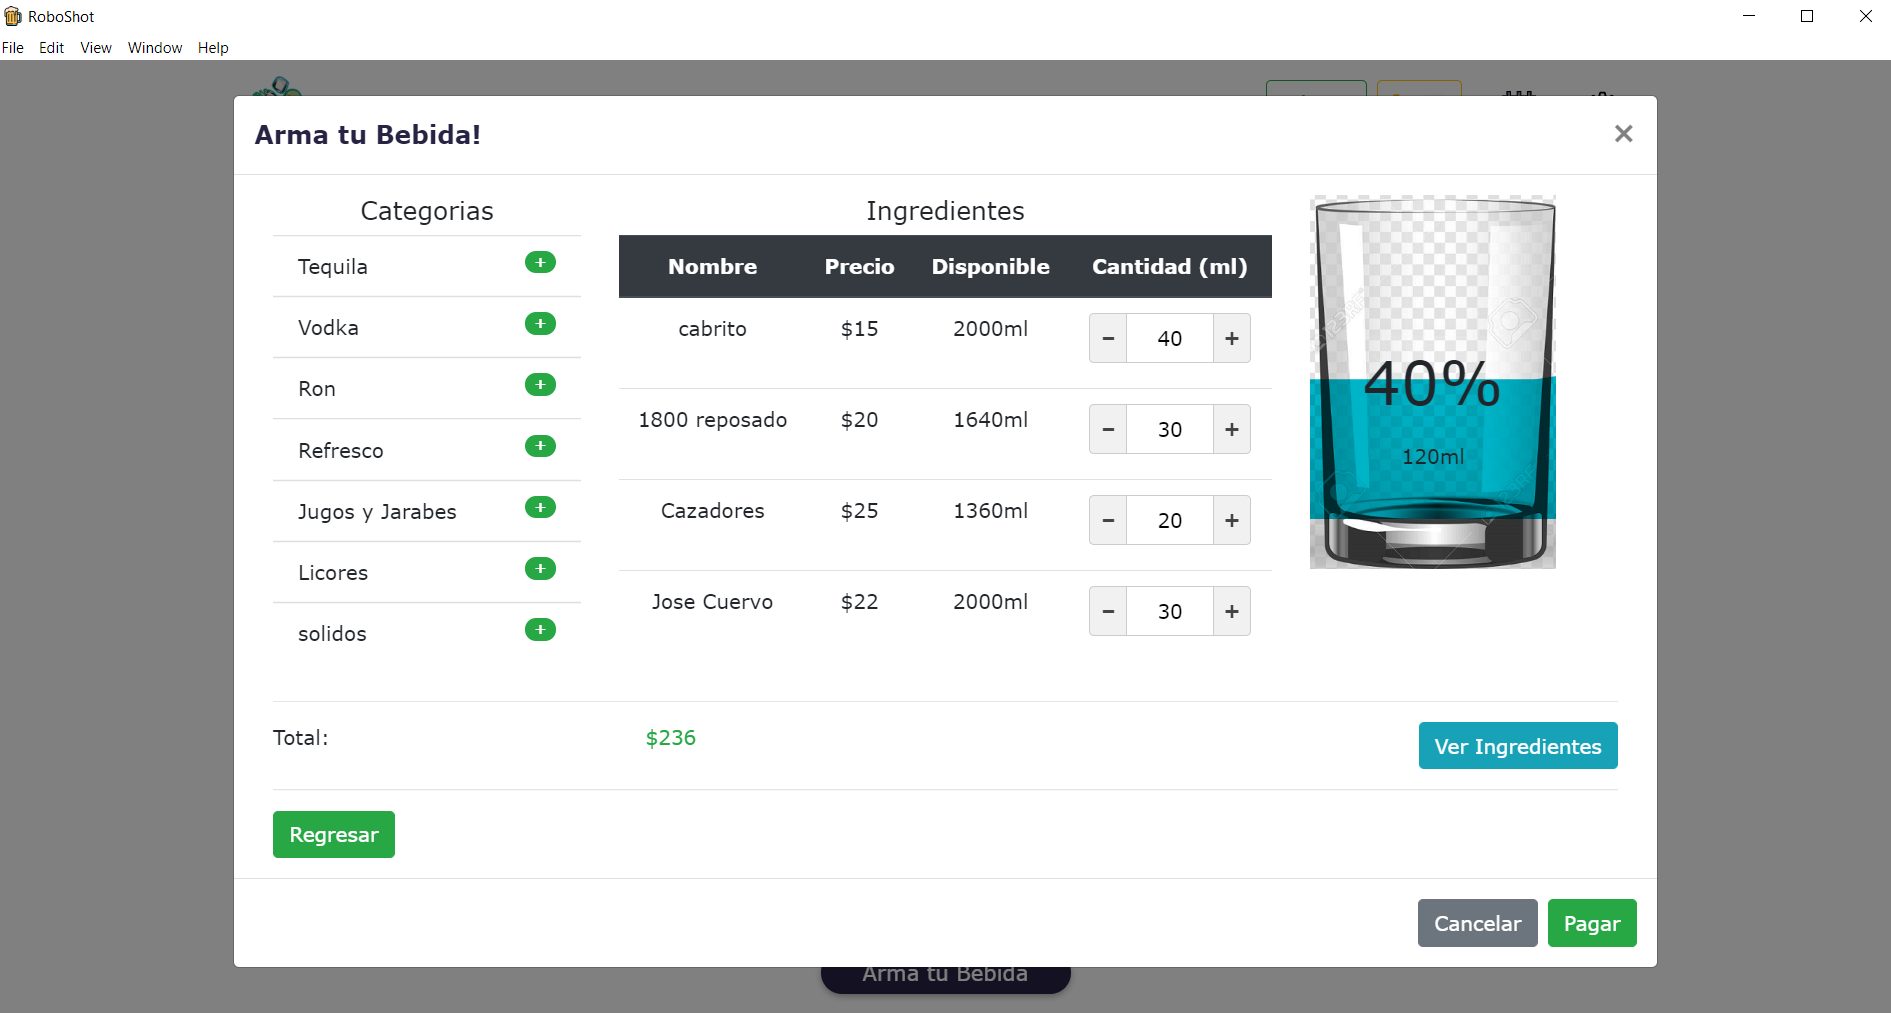 RoboShot
File Edit View Window Help
Arma tu Bebida!
×
Categorias
Tequila +
Vodka +
Ron +
Refresco +
Jugos y Jarabes +
Licores +
solidos +
Ingredientes
Nombre Precio Disponible Cantidad (ml)
cabrito $15 2000ml − 40 +
1800 reposado $20 1640ml − 30 +
Cazadores $25 1360ml − 20 +
Jose Cuervo $22 2000ml − 30 +
40%
120ml
Total: $236
Ver Ingredientes
Regresar
Cancelar Pagar
Arma tu Bebida